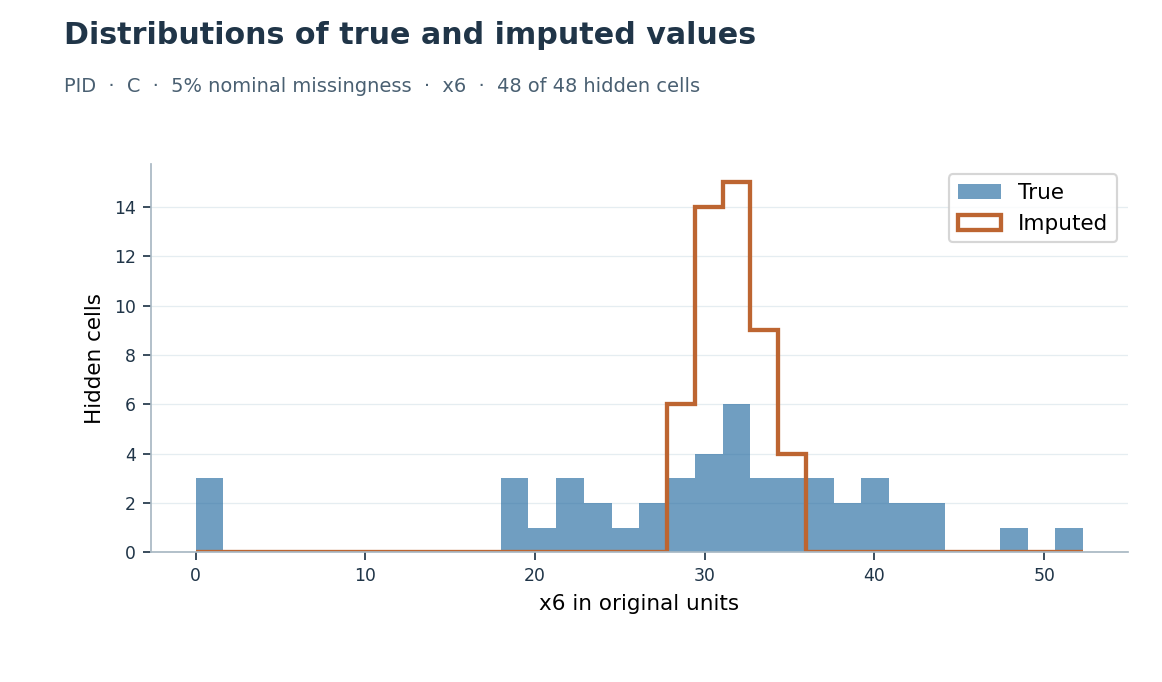 Distributions of true and imputed values
PID · C · 5% nominal missingness · x6 · 48 of 48 hidden cells
True
Imputed
14
12
10
8
6
4
2
0
Hidden cells
0 10 20 30 40 50
x6 in original units